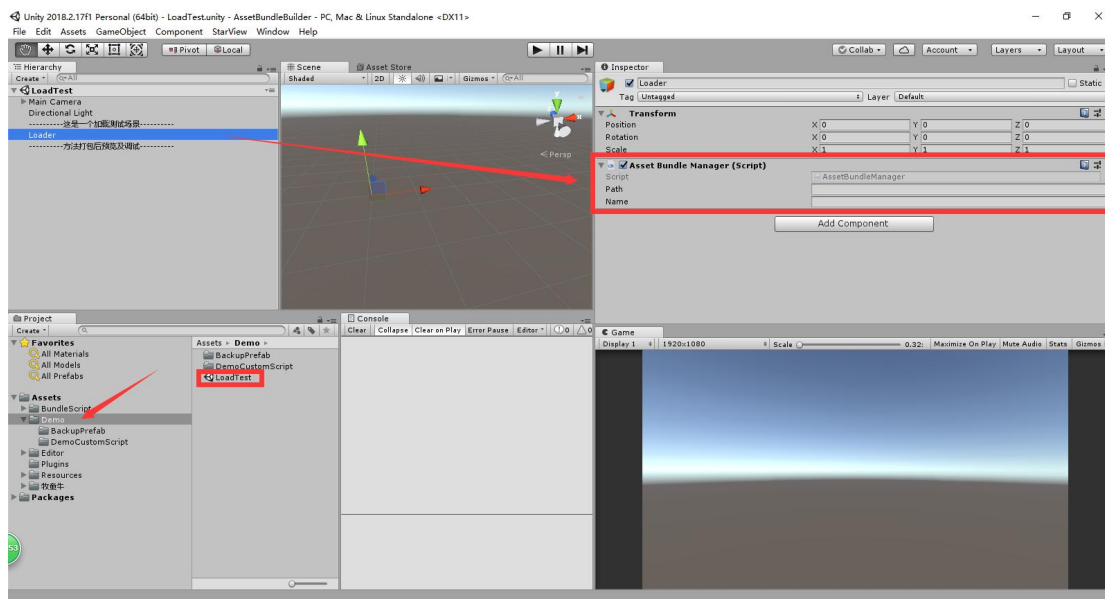 Unity 2018.2.17f1 Personal (64bit) - LoadTest.unity - AssetBundleBuilder - PC, Mac & Linux Standalone <DX11>
File Edit Assets GameObject Component StarView Window Help
Pivot Local Collab Account Layers Layout
Hierarchy
Create All
LoadTest
Main Camera
Directional Light
----------这是一个加载测试场景----------
Loader
----------方法打包后预览及调试----------
Scene Asset Store
Shaded 2D Gizmos All
y
x
Persp
Inspector
Loader Static
Tag Untagged Layer Default
Transform
Position X 0 Y 0 Z 0
Rotation X 0 Y 0 Z 0
Scale X 1 Y 1 Z 1
Asset Bundle Manager (Script)
Script AssetBundleManager
Path
Name
Add Component
Project
Create
Favorites
All Materials
All Models
All Prefabs
Assets
BundleScript
Demo
BackupPrefab
DemoCustomScript
Editor
Plugins
Resources
牧童牛
Packages
53
Assets Demo
BackupPrefab
DemoCustomScript
LoadTest
Console
Clear Collapse Clear on Play Error Pause Editor 0 0
Game
Display 1 1920x1080 Scale 0.32: Maximize On Play Mute Audio Stats Gizmos